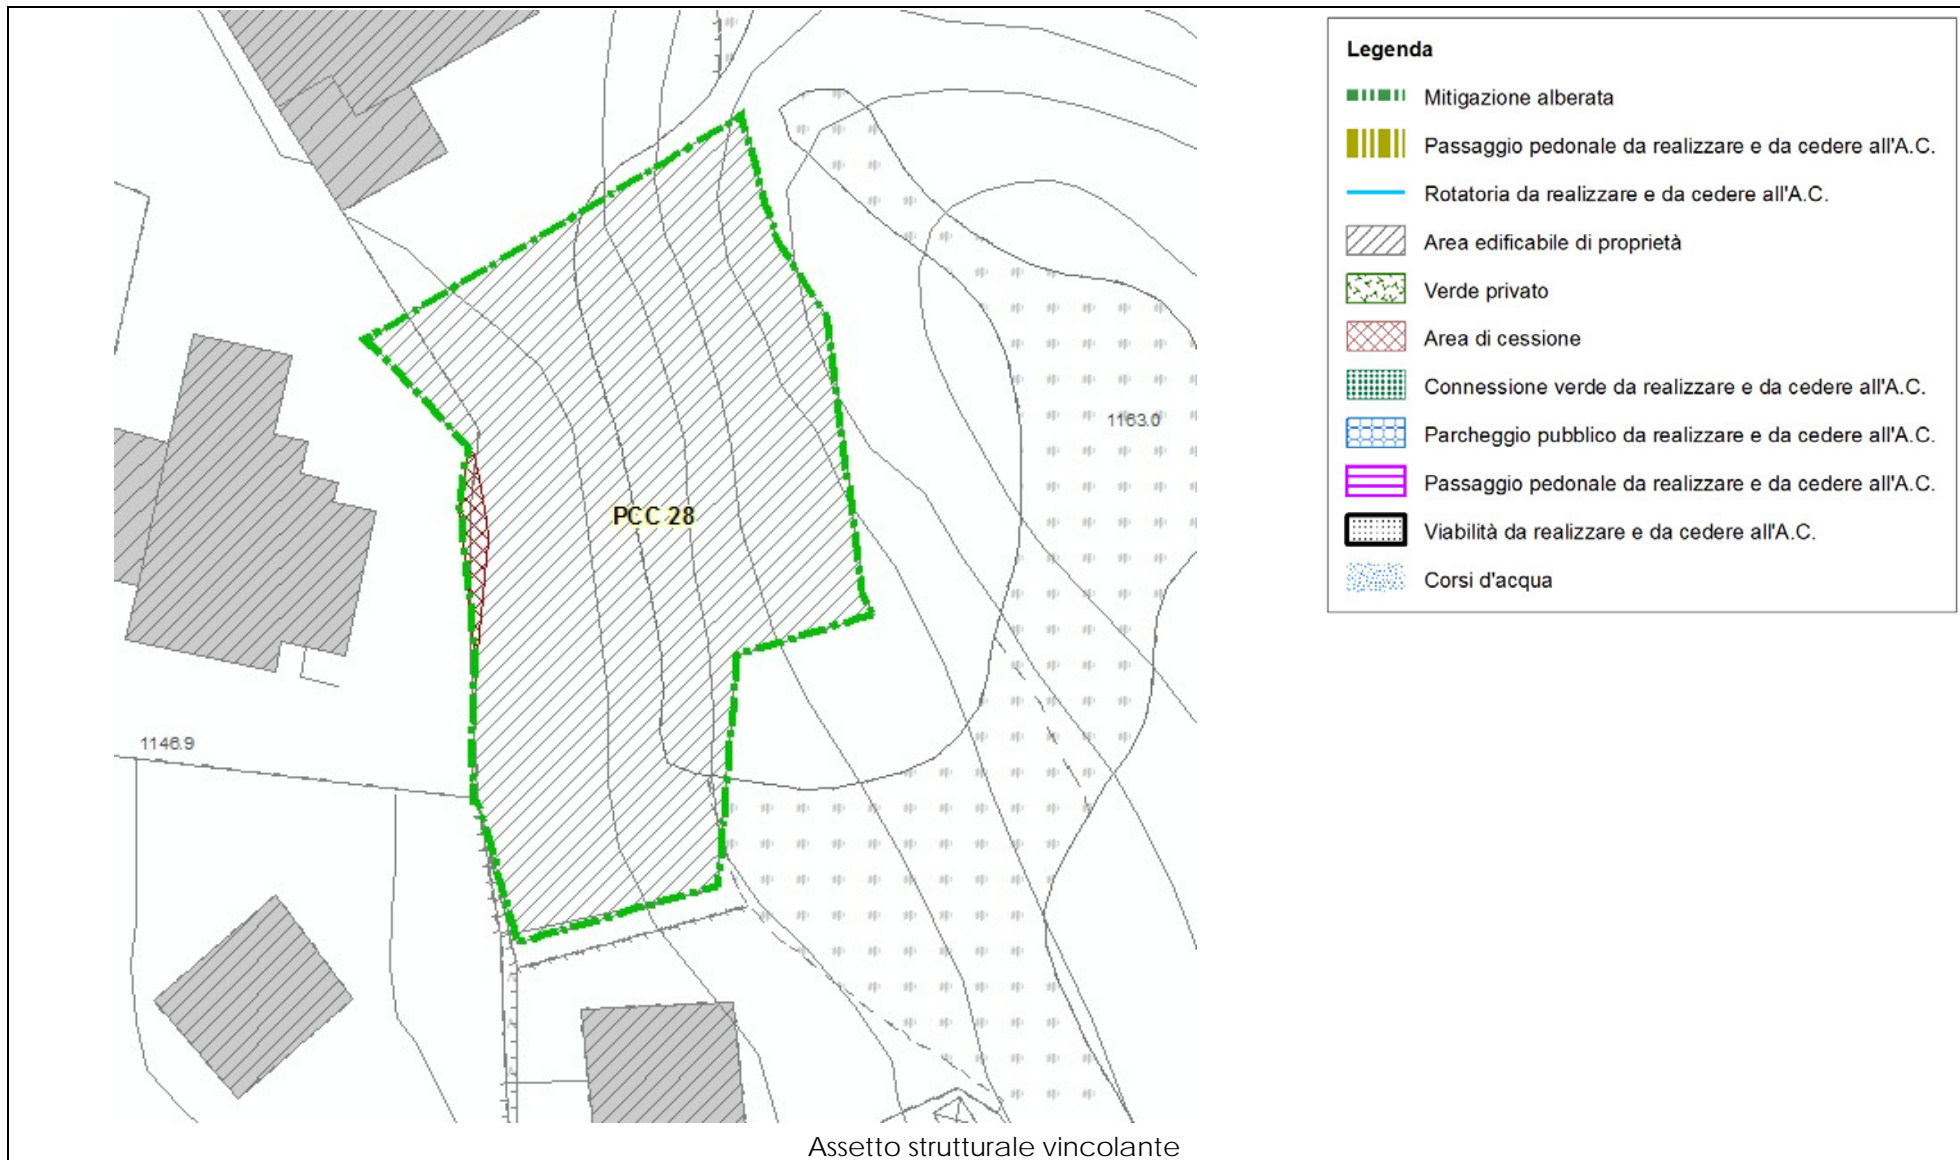 Legenda
Mitigazione alberata
Passaggio pedonale da realizzare e da cedere all'A.C.
Rotatoria da realizzare e da cedere all'A.C.
Area edificabile di proprietà
Verde privato
Area di cessione
Connessione verde da realizzare e da cedere all'A.C.
Parcheggio pubblico da realizzare e da cedere all'A.C.
Passaggio pedonale da realizzare e da cedere all'A.C.
Viabilità da realizzare e da cedere all'A.C.
Corsi d'acqua
1163.0
PCC 28
1146.9
Assetto strutturale vincolante